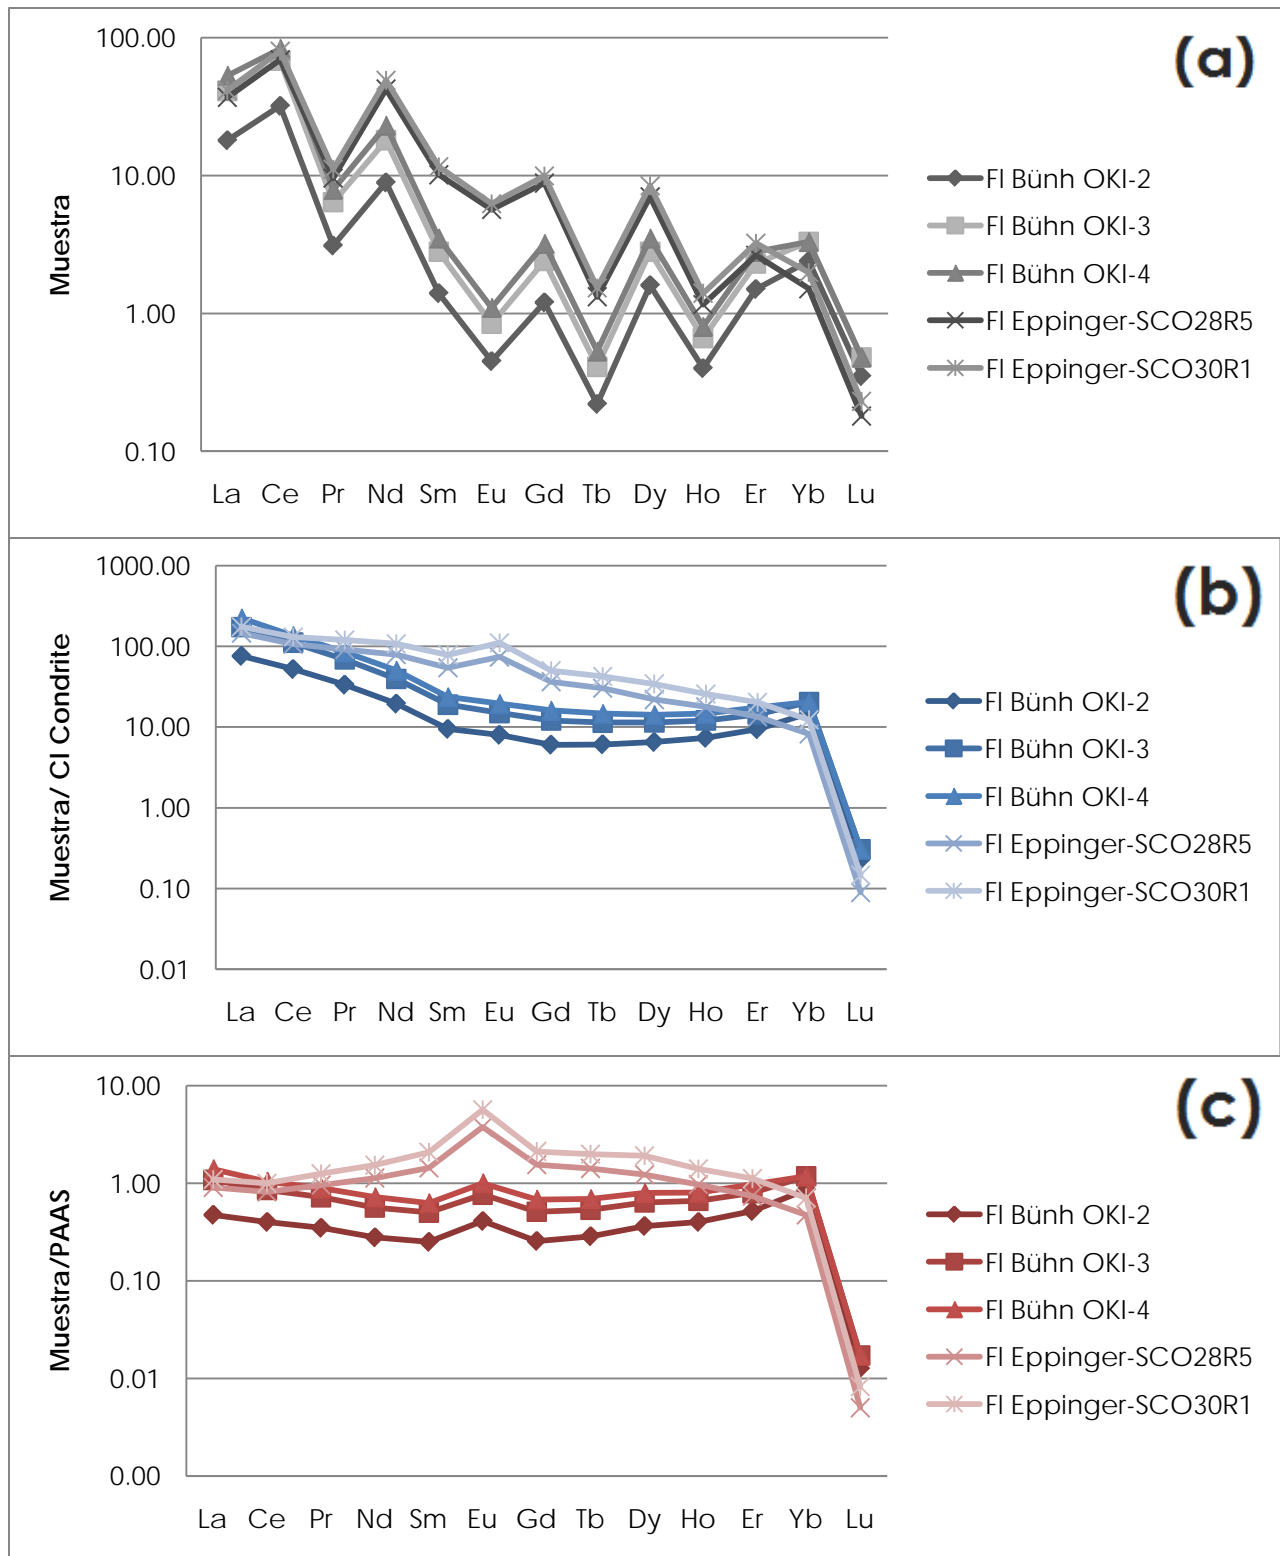 (a)
100.00
10.00
1.00
0.10
Muestra
La Ce Pr Nd Sm Eu Gd Tb Dy Ho Er Yb Lu
Fl Bünh OKI-2
Fl Bühn OKI-3
Fl Bühn OKI-4
Fl Eppinger-SCO28R5
Fl Eppinger-SCO30R1
(b)
1000.00
100.00
10.00
1.00
0.10
0.01
Muestra/ CI Condrite
La Ce Pr Nd Sm Eu Gd Tb Dy Ho Er Yb Lu
Fl Bünh OKI-2
Fl Bühn OKI-3
Fl Bühn OKI-4
Fl Eppinger-SCO28R5
Fl Eppinger-SCO30R1
(c)
10.00
1.00
0.10
0.01
0.00
Muestra/PAAS
La Ce Pr Nd Sm Eu Gd Tb Dy Ho Er Yb Lu
Fl Bünh OKI-2
Fl Bühn OKI-3
Fl Bühn OKI-4
Fl Eppinger-SCO28R5
Fl Eppinger-SCO30R1